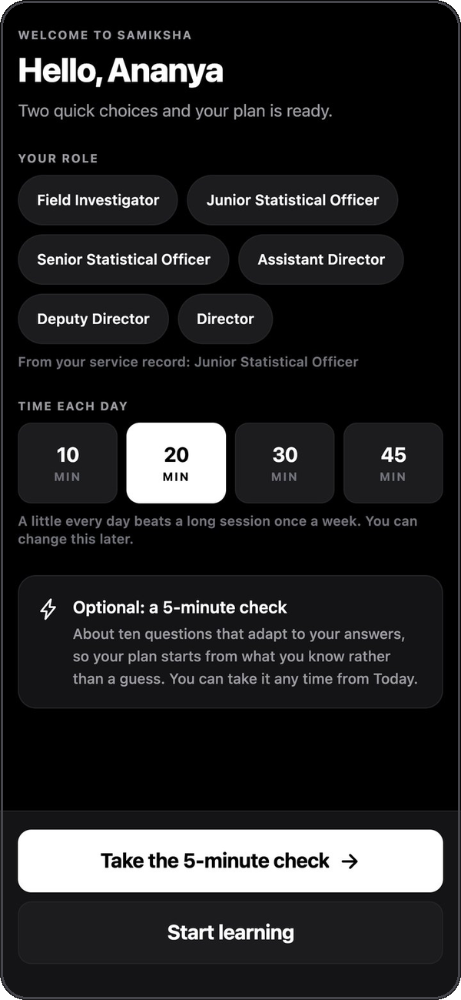 WELCOME TO SAMIKSHA
Hello, Ananya
Two quick choices and your plan is ready.
YOUR ROLE
Field Investigator
Junior Statistical Officer
Senior Statistical Officer
Assistant Director
Deputy Director
Director
From your service record: Junior Statistical Officer
TIME EACH DAY
10
MIN
20
MIN
30
MIN
45
MIN
A little every day beats a long session once a week. You can
change this later.
Optional: a 5-minute check
About ten questions that adapt to your answers,
so your plan starts from what you know rather
than a guess. You can take it any time from Today.
Take the 5-minute check →
Start learning